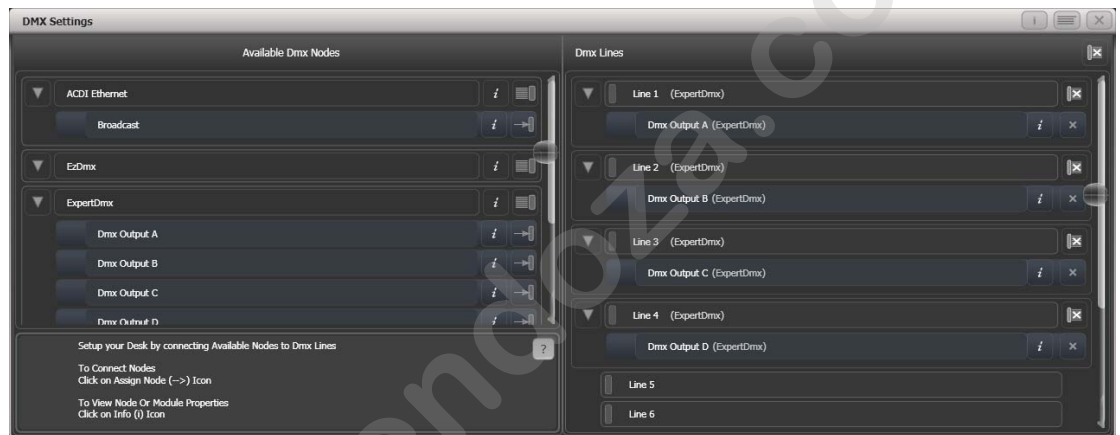 DMX Settings
Available Dmx Nodes
ACDI Ethernet
Broadcast
EzDmx
ExpertDmx
Dmx Output A
Dmx Output B
Dmx Output C
Dmx Output D
Setup your Desk by connecting Available Nodes to Dmx Lines
To Connect Nodes
Click on Assign Node (-->) Icon
To View Node Or Module Properties
Click on Info (i) Icon
?
Dmx Lines
Line 1 (ExpertDmx)
Dmx Output A (ExpertDmx)
Line 2 (ExpertDmx)
Dmx Output B (ExpertDmx)
Line 3 (ExpertDmx)
Dmx Output C (ExpertDmx)
Line 4 (ExpertDmx)
Dmx Output D (ExpertDmx)
Line 5
Line 6